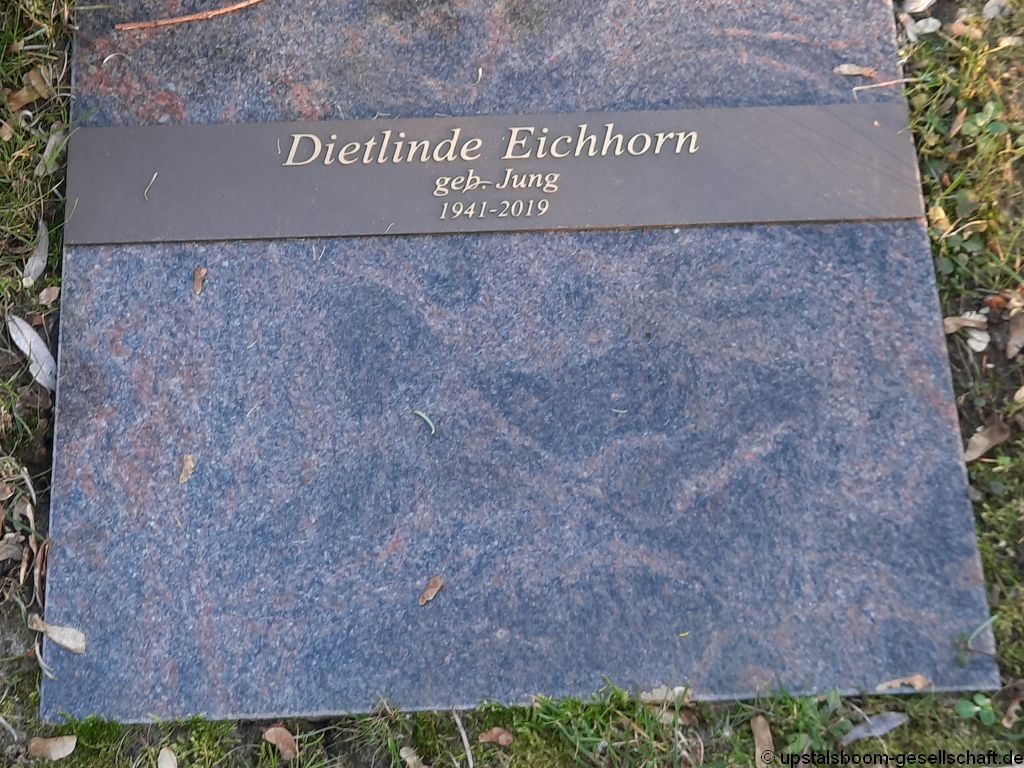 Dietlinde Eichhorn
geb. Jung
1941-2019
© upstalsboom-gesellschaft.de